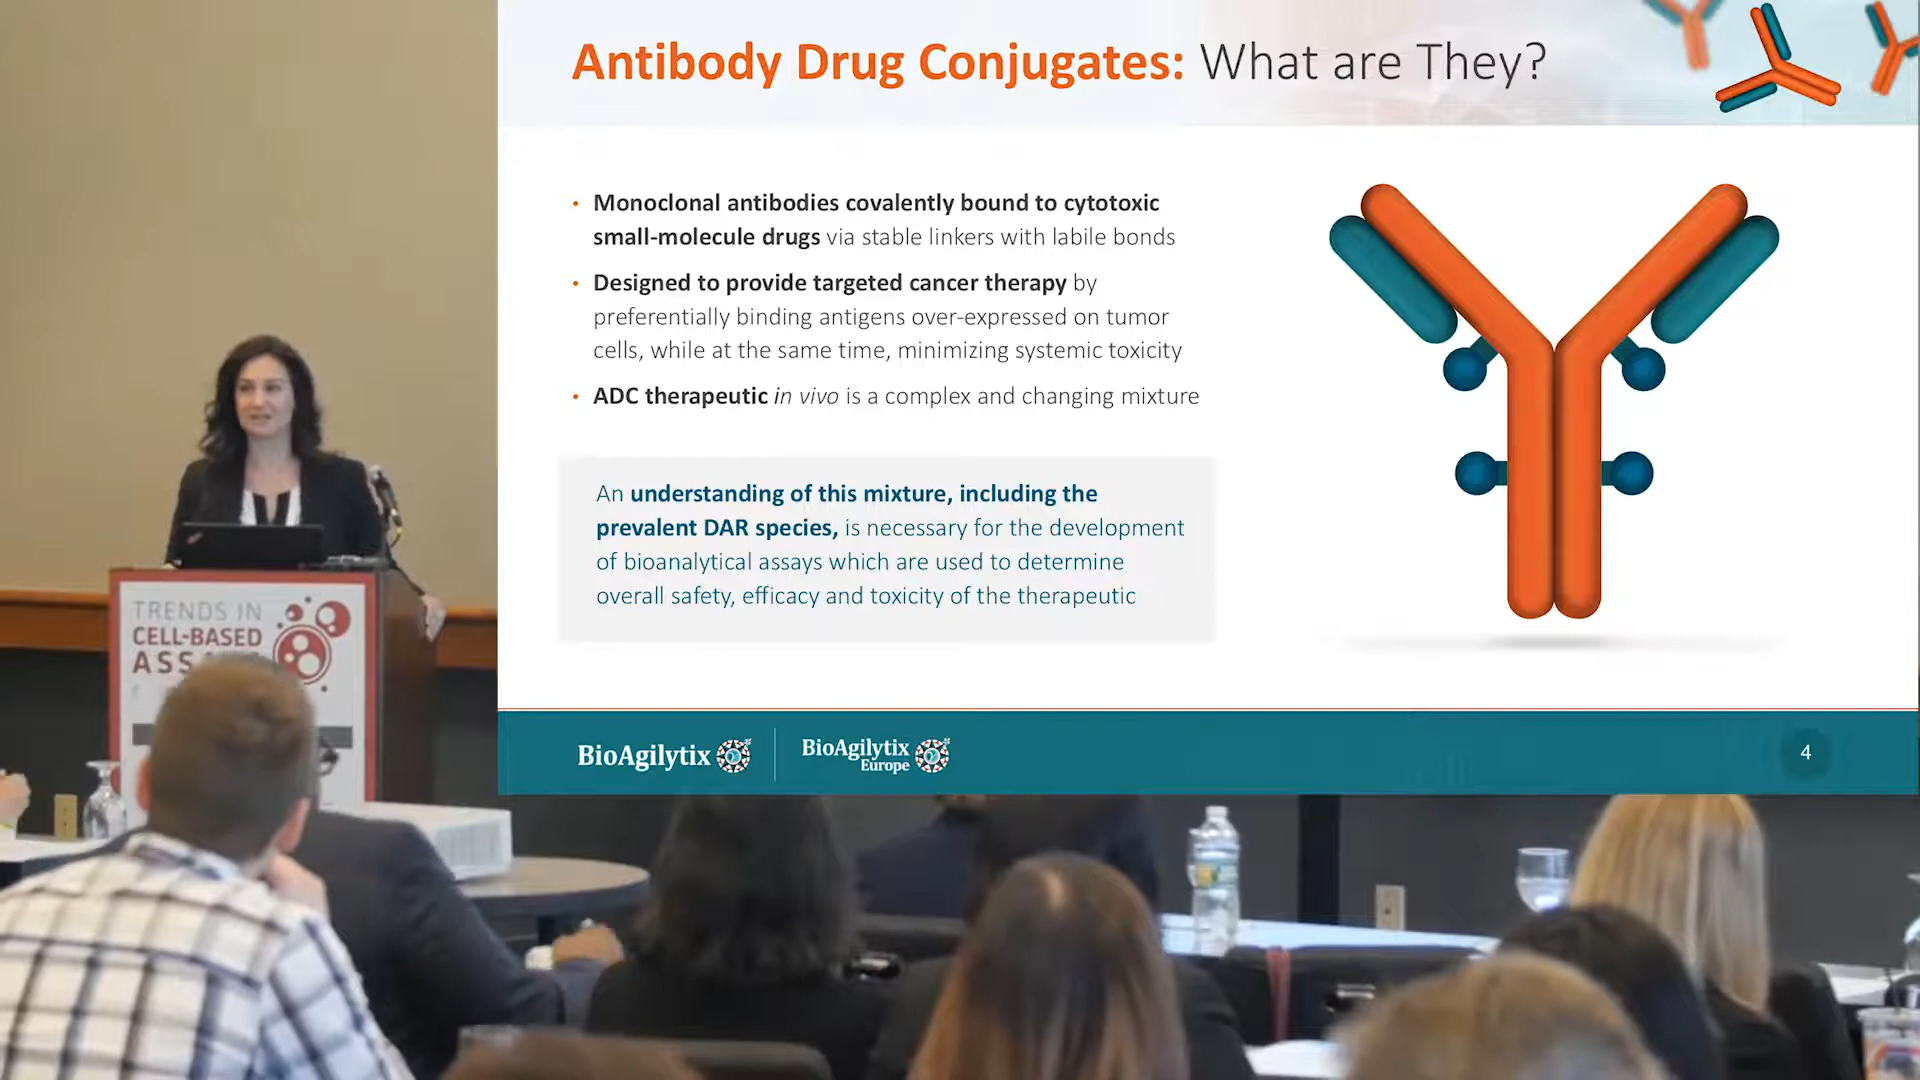 Antibody Drug Conjugates: What are They?
• Monoclonal antibodies covalently bound to cytotoxic
small-molecule drugs via stable linkers with labile bonds
• Designed to provide targeted cancer therapy by
preferentially binding antigens over-expressed on tumor
cells, while at the same time, minimizing systemic toxicity
• ADC therapeutic in vivo is a complex and changing mixture
An understanding of this mixture, including the
prevalent DAR species, is necessary for the development
of bioanalytical assays which are used to determine
overall safety, efficacy and toxicity of the therapeutic
BioAgilytix
BioAgilytix
Europe
4
TRENDS IN
CELL-BASED